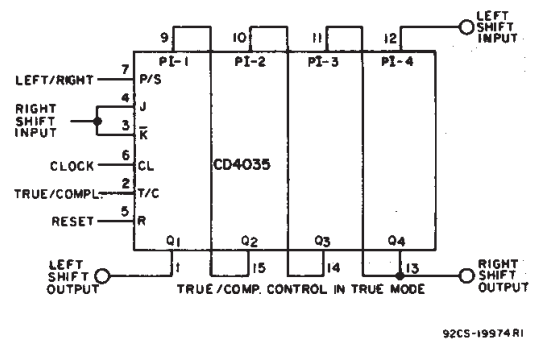 LEFT
SHIFT
INPUT
9
10
11
12
PI-1
PI-2
PI-3
PI-4
LEFT/RIGHT
7
P/S
RIGHT
SHIFT
INPUT
4
J
3
K̅
CLOCK
6
CL
CD4035
TRUE/COMPL.
2
T/C
RESET
5
R
Q1
Q2
Q3
Q4
LEFT
SHIFT
OUTPUT
1
15
14
13
RIGHT
SHIFT
OUTPUT
TRUE/COMP. CONTROL IN TRUE MODE
92CS-19974R1